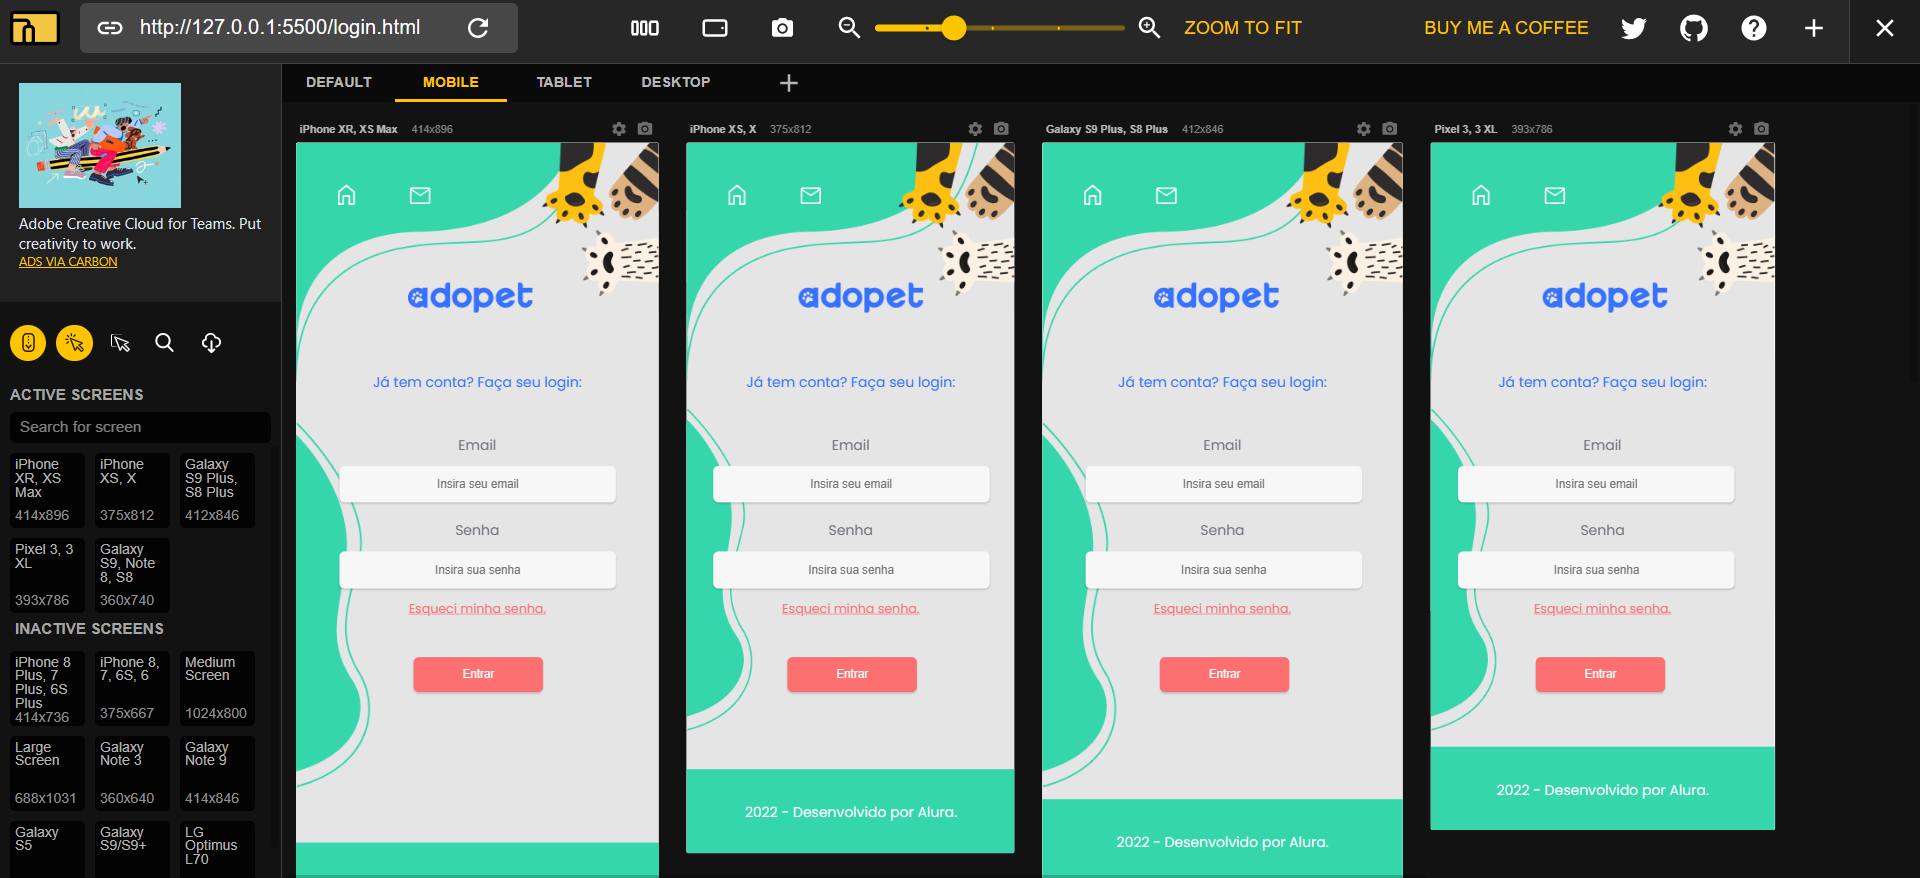 http://127.0.0.1:5500/login.html
ZOOM TO FIT
BUY ME A COFFEE
Adobe Creative Cloud for Teams. Put
creativity to work.
ADS VIA CARBON
ACTIVE SCREENS
Search for screen
iPhone
XR, XS
Max
414x896
iPhone
XS, X
375x812
Galaxy
S9 Plus,
S8 Plus
412x846
Pixel 3, 3
XL
393x786
Galaxy
S9, Note
8, S8
360x740
INACTIVE SCREENS
iPhone 8
Plus, 7
Plus, 6S
Plus
414x736
iPhone 8,
7, 6S, 6
375x667
Medium
Screen
1024x800
Large
Screen
688x1031
Galaxy
Note 3
360x640
Galaxy
Note 9
414x846
Galaxy
S5
Galaxy
S9/S9+
LG
Optimus
L70
DEFAULT
MOBILE
TABLET
DESKTOP
iPhone XR, XS Max 414x896
adopet
Já tem conta? Faça seu login:
Email
Insira seu email
Senha
Insira sua senha
Esqueci minha senha.
Entrar
iPhone XS, X 375x812
adopet
Já tem conta? Faça seu login:
Email
Insira seu email
Senha
Insira sua senha
Esqueci minha senha.
Entrar
2022 - Desenvolvido por Alura.
Galaxy S9 Plus, S8 Plus 412x846
adopet
Já tem conta? Faça seu login:
Email
Insira seu email
Senha
Insira sua senha
Esqueci minha senha.
Entrar
2022 - Desenvolvido por Alura.
Pixel 3, 3 XL 393x786
adopet
Já tem conta? Faça seu login:
Email
Insira seu email
Senha
Insira sua senha
Esqueci minha senha.
Entrar
2022 - Desenvolvido por Alura.